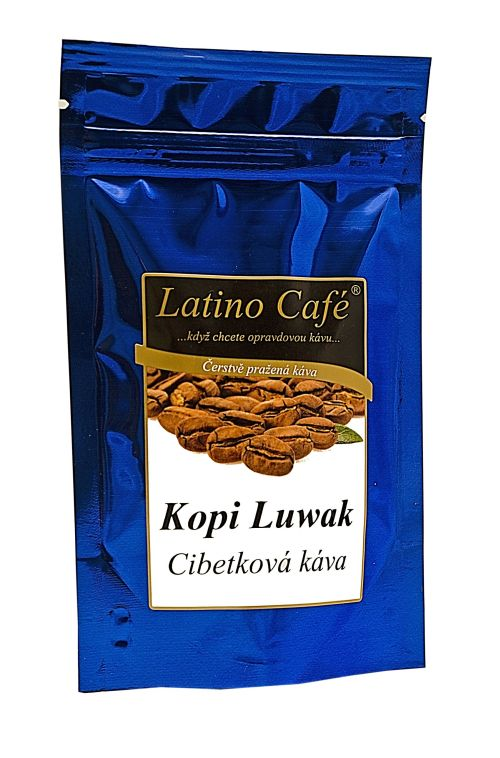 Latino Café®
...když chcete opravdovou kávu...
Čerstvě pražená káva
Kopi Luwak
Cibetková káva